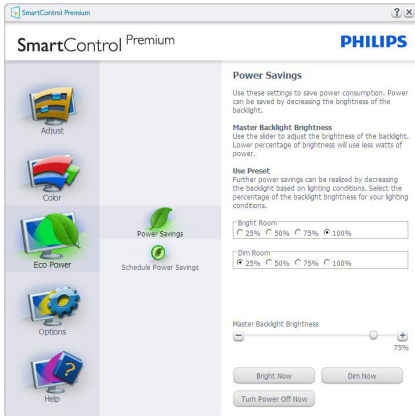 SmartControl Premium
SmartControl Premium
PHILIPS
Adjust
Color
Eco Power
Options
Help
Power Savings
Schedule Power Savings
Power Savings
Use these settings to save power consumption. Power
can be saved by decreasing the brightness of the
backlight.
Master Backlight Brightness
Use the slider to adjust the brightness of the backlight.
Lower percentage of brightness will use less watts of
power.
Use Preset
Further power savings can be realized by decreasing
the backlight based on lighting conditions. Select the
percentage of the backlight brightness for your lighting
conditions.
Bright Room
25% 50% 75% 100%
Dim Room
25% 50% 75% 100%
Master Backlight Brightness
75%
Bright Now Dim Now
Turn Power Off Now